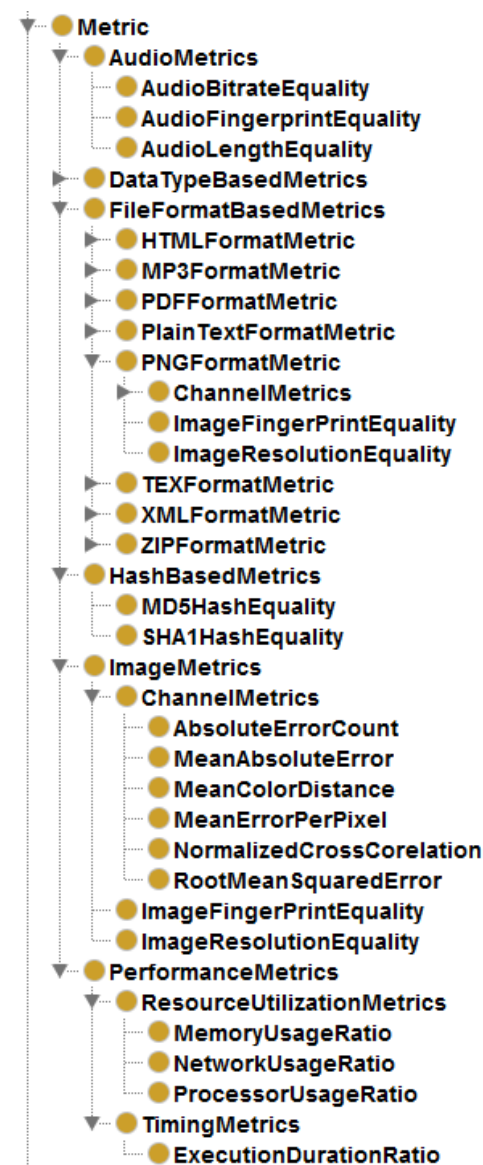 Metric
AudioMetrics
AudioBitrateEquality
AudioFingerprintEquality
AudioLengthEquality
DataTypeBasedMetrics
FileFormatBasedMetrics
HTMLFormatMetric
MP3FormatMetric
PDFFormatMetric
PlainTextFormatMetric
PNGFormatMetric
ChannelMetrics
ImageFingerPrintEquality
ImageResolutionEquality
TEXFormatMetric
XMLFormatMetric
ZIPFormatMetric
HashBasedMetrics
MD5HashEquality
SHA1HashEquality
ImageMetrics
ChannelMetrics
AbsoluteErrorCount
MeanAbsoluteError
MeanColorDistance
MeanErrorPerPixel
NormalizedCrossCorelation
RootMeanSquaredError
ImageFingerPrintEquality
ImageResolutionEquality
PerformanceMetrics
ResourceUtilizationMetrics
MemoryUsageRatio
NetworkUsageRatio
ProcessorUsageRatio
TimingMetrics
ExecutionDurationRatio